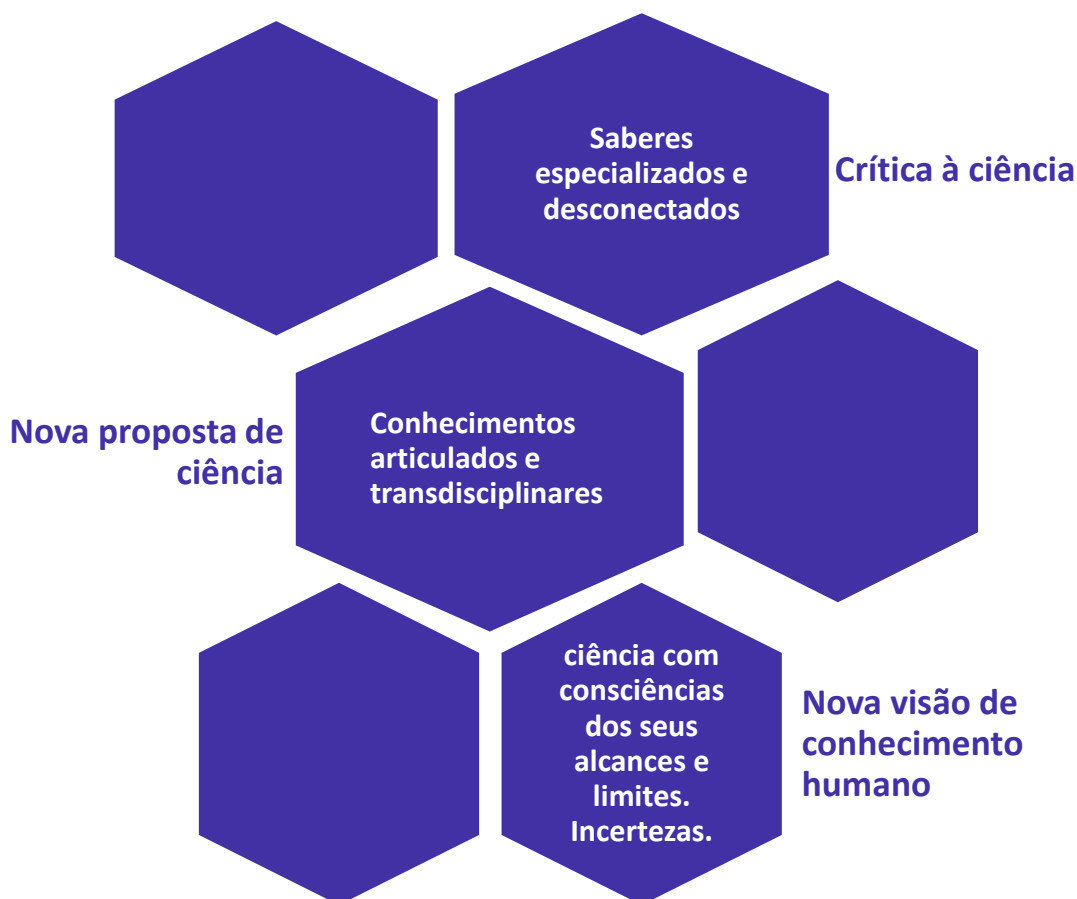 Saberes
especializados e
desconectados
Crítica à ciência
Nova proposta de
ciência
Conhecimentos
articulados e
transdisciplinares
ciência com
consciências
dos seus
alcances e
limites.
Incertezas.
Nova visão de
conhecimento
humano